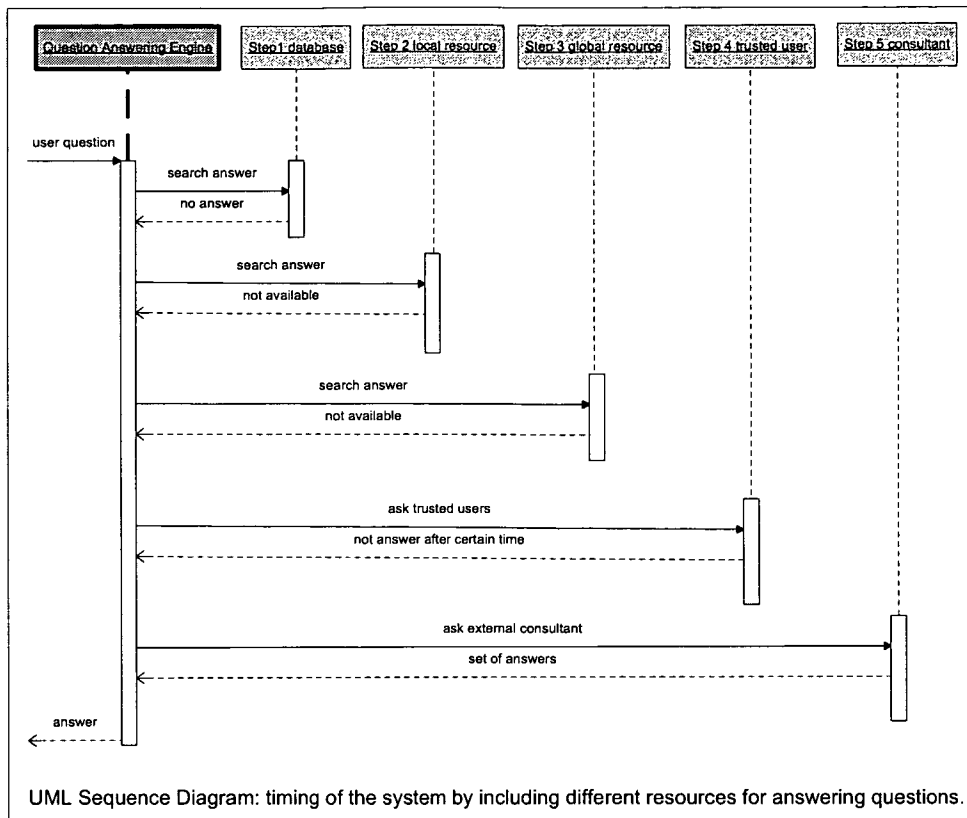 Question Answering Engine
Step1 database
Step 2 local resource
Step 3 global resource
Step 4 trusted user
Step 5 consultant
user question
search answer
no answer
search answer
not available
search answer
not available
ask trusted users
not answer after certain time
ask external consultant
set of answers
answer
UML Sequence Diagram: timing of the system by including different resources for answering questions.